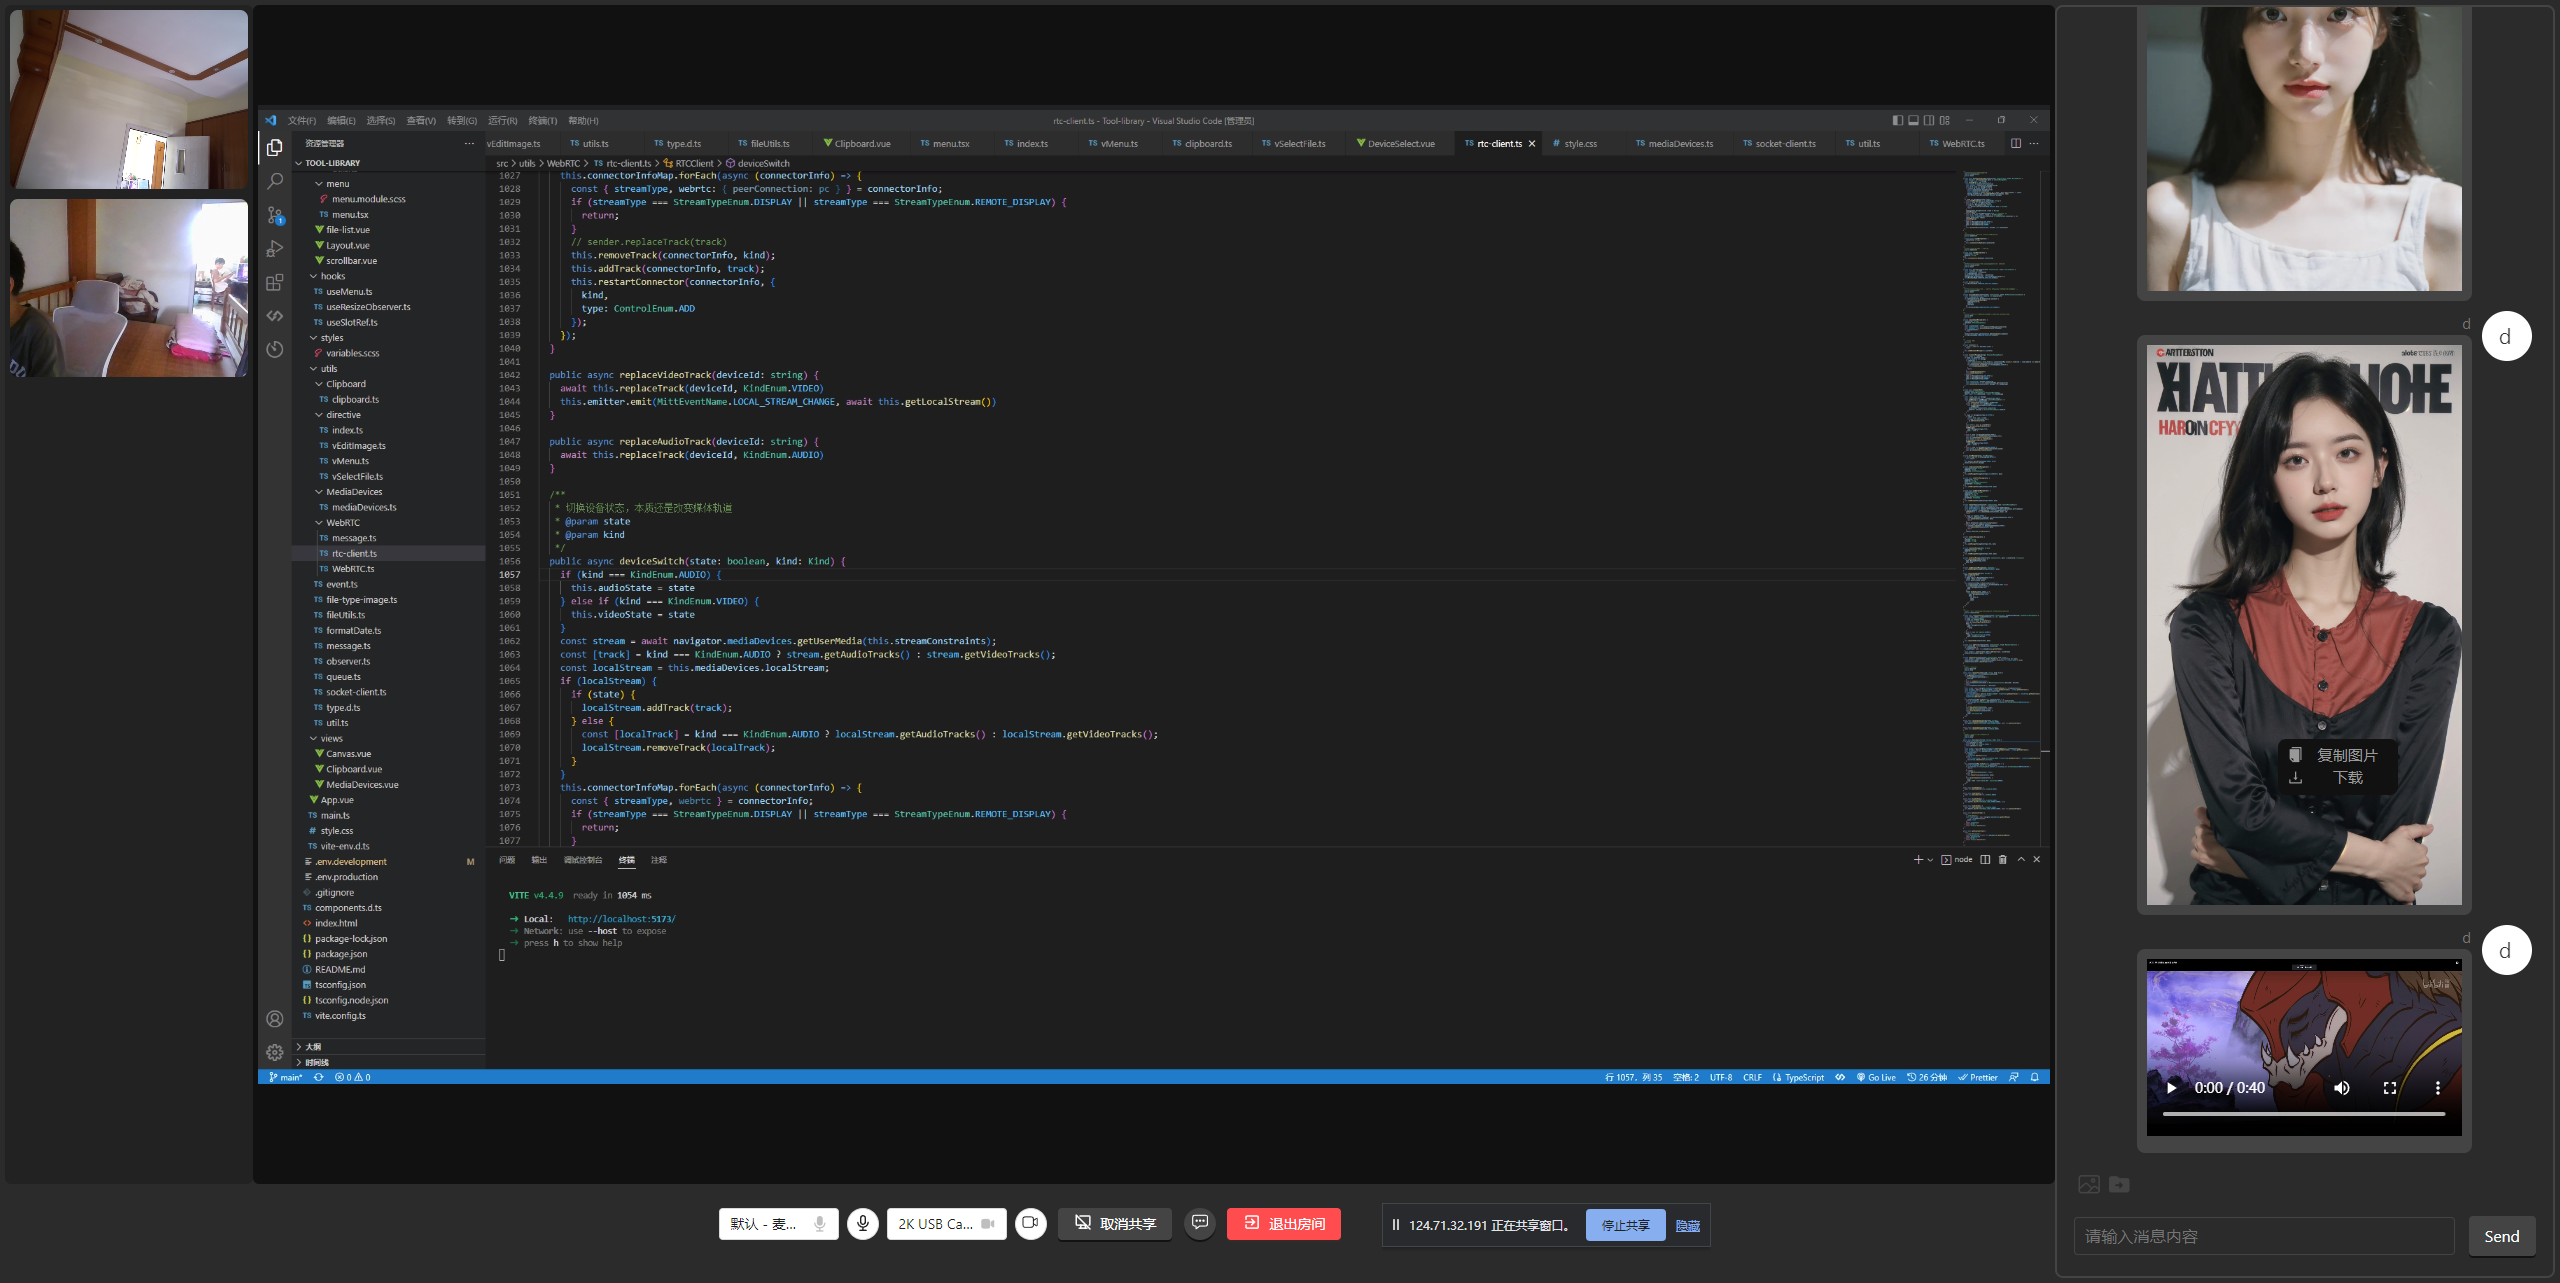 文件(F) 编辑(E) 选择(S) 查看(V) 转到(G) 运行(R) 终端(T) 帮助(H)
rtc-client.ts - Tool-library - Visual Studio Code [管理员]
资源管理器
TOOL-LIBRARY
menu
menu.module.scss
menu.tsx
file-list.vue
Layout.vue
scrollbar.vue
hooks
useMenu.ts
useResizeObserver.ts
useSlotRef.ts
styles
variables.scss
utils
Clipboard
clipboard.ts
directive
index.ts
vEditImage.ts
vMenu.ts
vSelectFile.ts
MediaDevices
mediaDevices.ts
WebRTC
message.ts
rtc-client.ts
WebRTC.ts
event.ts
file-type-image.ts
fileUtils.ts
formatDate.ts
message.ts
observer.ts
queue.ts
socket-client.ts
type.d.ts
util.ts
views
Canvas.vue
Clipboard.vue
MediaDevices.vue
App.vue
main.ts
style.css
vite-env.d.ts
.env.development M
.env.production
.gitignore
components.d.ts
index.html
package-lock.json
package.json
README.md
tsconfig.json
tsconfig.node.json
vite.config.ts
大纲
时间线
vEditImage.ts utils.ts type.d.ts fileUtils.ts Clipboard.vue menu.tsx index.ts vMenu.ts clipboard.ts vSelectFile.ts DeviceSelect.vue rtc-client.ts style.css mediaDevices.ts socket-client.ts util.ts WebRTC.ts
src > utils > WebRTC > rtc-client.ts > RTCClient > deviceSwitch
1027 this.connectorInfoMap.forEach(async (connectorInfo) => {
1028 const { streamType, webrtc: { peerConnection: pc } } = connectorInfo;
1029 if (streamType === StreamTypeEnum.DISPLAY || streamType === StreamTypeEnum.REMOTE_DISPLAY) {
1030 return;
1031 }
1032 // sender.replaceTrack(track)
1033 this.removeTrack(connectorInfo, kind);
1034 this.addTrack(connectorInfo, track);
1035 this.restartConnector(connectorInfo, {
1036 kind,
1037 type: ControlEnum.ADD
1038 });
1039 });
1040 }
1041
1042 public async replaceVideoTrack(deviceId: string) {
1043 await this.replaceTrack(deviceId, KindEnum.VIDEO)
1044 this.emitter.emit(MittEventName.LOCAL_STREAM_CHANGE, await this.getLocalStream())
1045 }
1046
1047 public async replaceAudioTrack(deviceId: string) {
1048 await this.replaceTrack(deviceId, KindEnum.AUDIO)
1049 }
1050
1051 /**
1052 * 切换设备状态，本质还是改变媒体轨道
1053 * @param state
1054 * @param kind
1055 */
1056 public async deviceSwitch(state: boolean, kind: Kind) {
1057 if (kind === KindEnum.AUDIO) {
1058 this.audioState = state
1059 } else if (kind === KindEnum.VIDEO) {
1060 this.videoState = state
1061 }
1062 const stream = await navigator.mediaDevices.getUserMedia(this.streamConstraints);
1063 const [track] = kind === KindEnum.AUDIO ? stream.getAudioTracks() : stream.getVideoTracks();
1064 const localStream = this.mediaDevices.localStream;
1065 if (localStream) {
1066 if (state) {
1067 localStream.addTrack(track);
1068 } else {
1069 const [localTrack] = kind === KindEnum.AUDIO ? localStream.getAudioTracks() : localStream.getVideoTracks();
1070 localStream.removeTrack(localTrack);
1071 }
1072 }
1073 this.connectorInfoMap.forEach(async (connectorInfo) => {
1074 const { streamType, webrtc } = connectorInfo;
1075 if (streamType === StreamTypeEnum.DISPLAY || streamType === StreamTypeEnum.REMOTE_DISPLAY) {
1076 return;
1077 }
问题 输出 调试控制台 终端 注释
node
VITE v4.4.9 ready in 1054 ms
➜ Local: http://localhost:5173/
➜ Network: use --host to expose
➜ press h to show help
main* 0 0
行 1057，列 35 空格: 2 UTF-8 CRLF TypeScript Go Live 26 分钟 Prettier
默认 - 麦...
2K USB Ca...
取消共享
退出房间
124.71.32.191 正在共享窗口。
停止共享
隐藏
d
d
ARTTERSTTON
HAROIN CFYY
复制图片
下载
d
d
0:00 / 0:40
请输入消息内容
Send